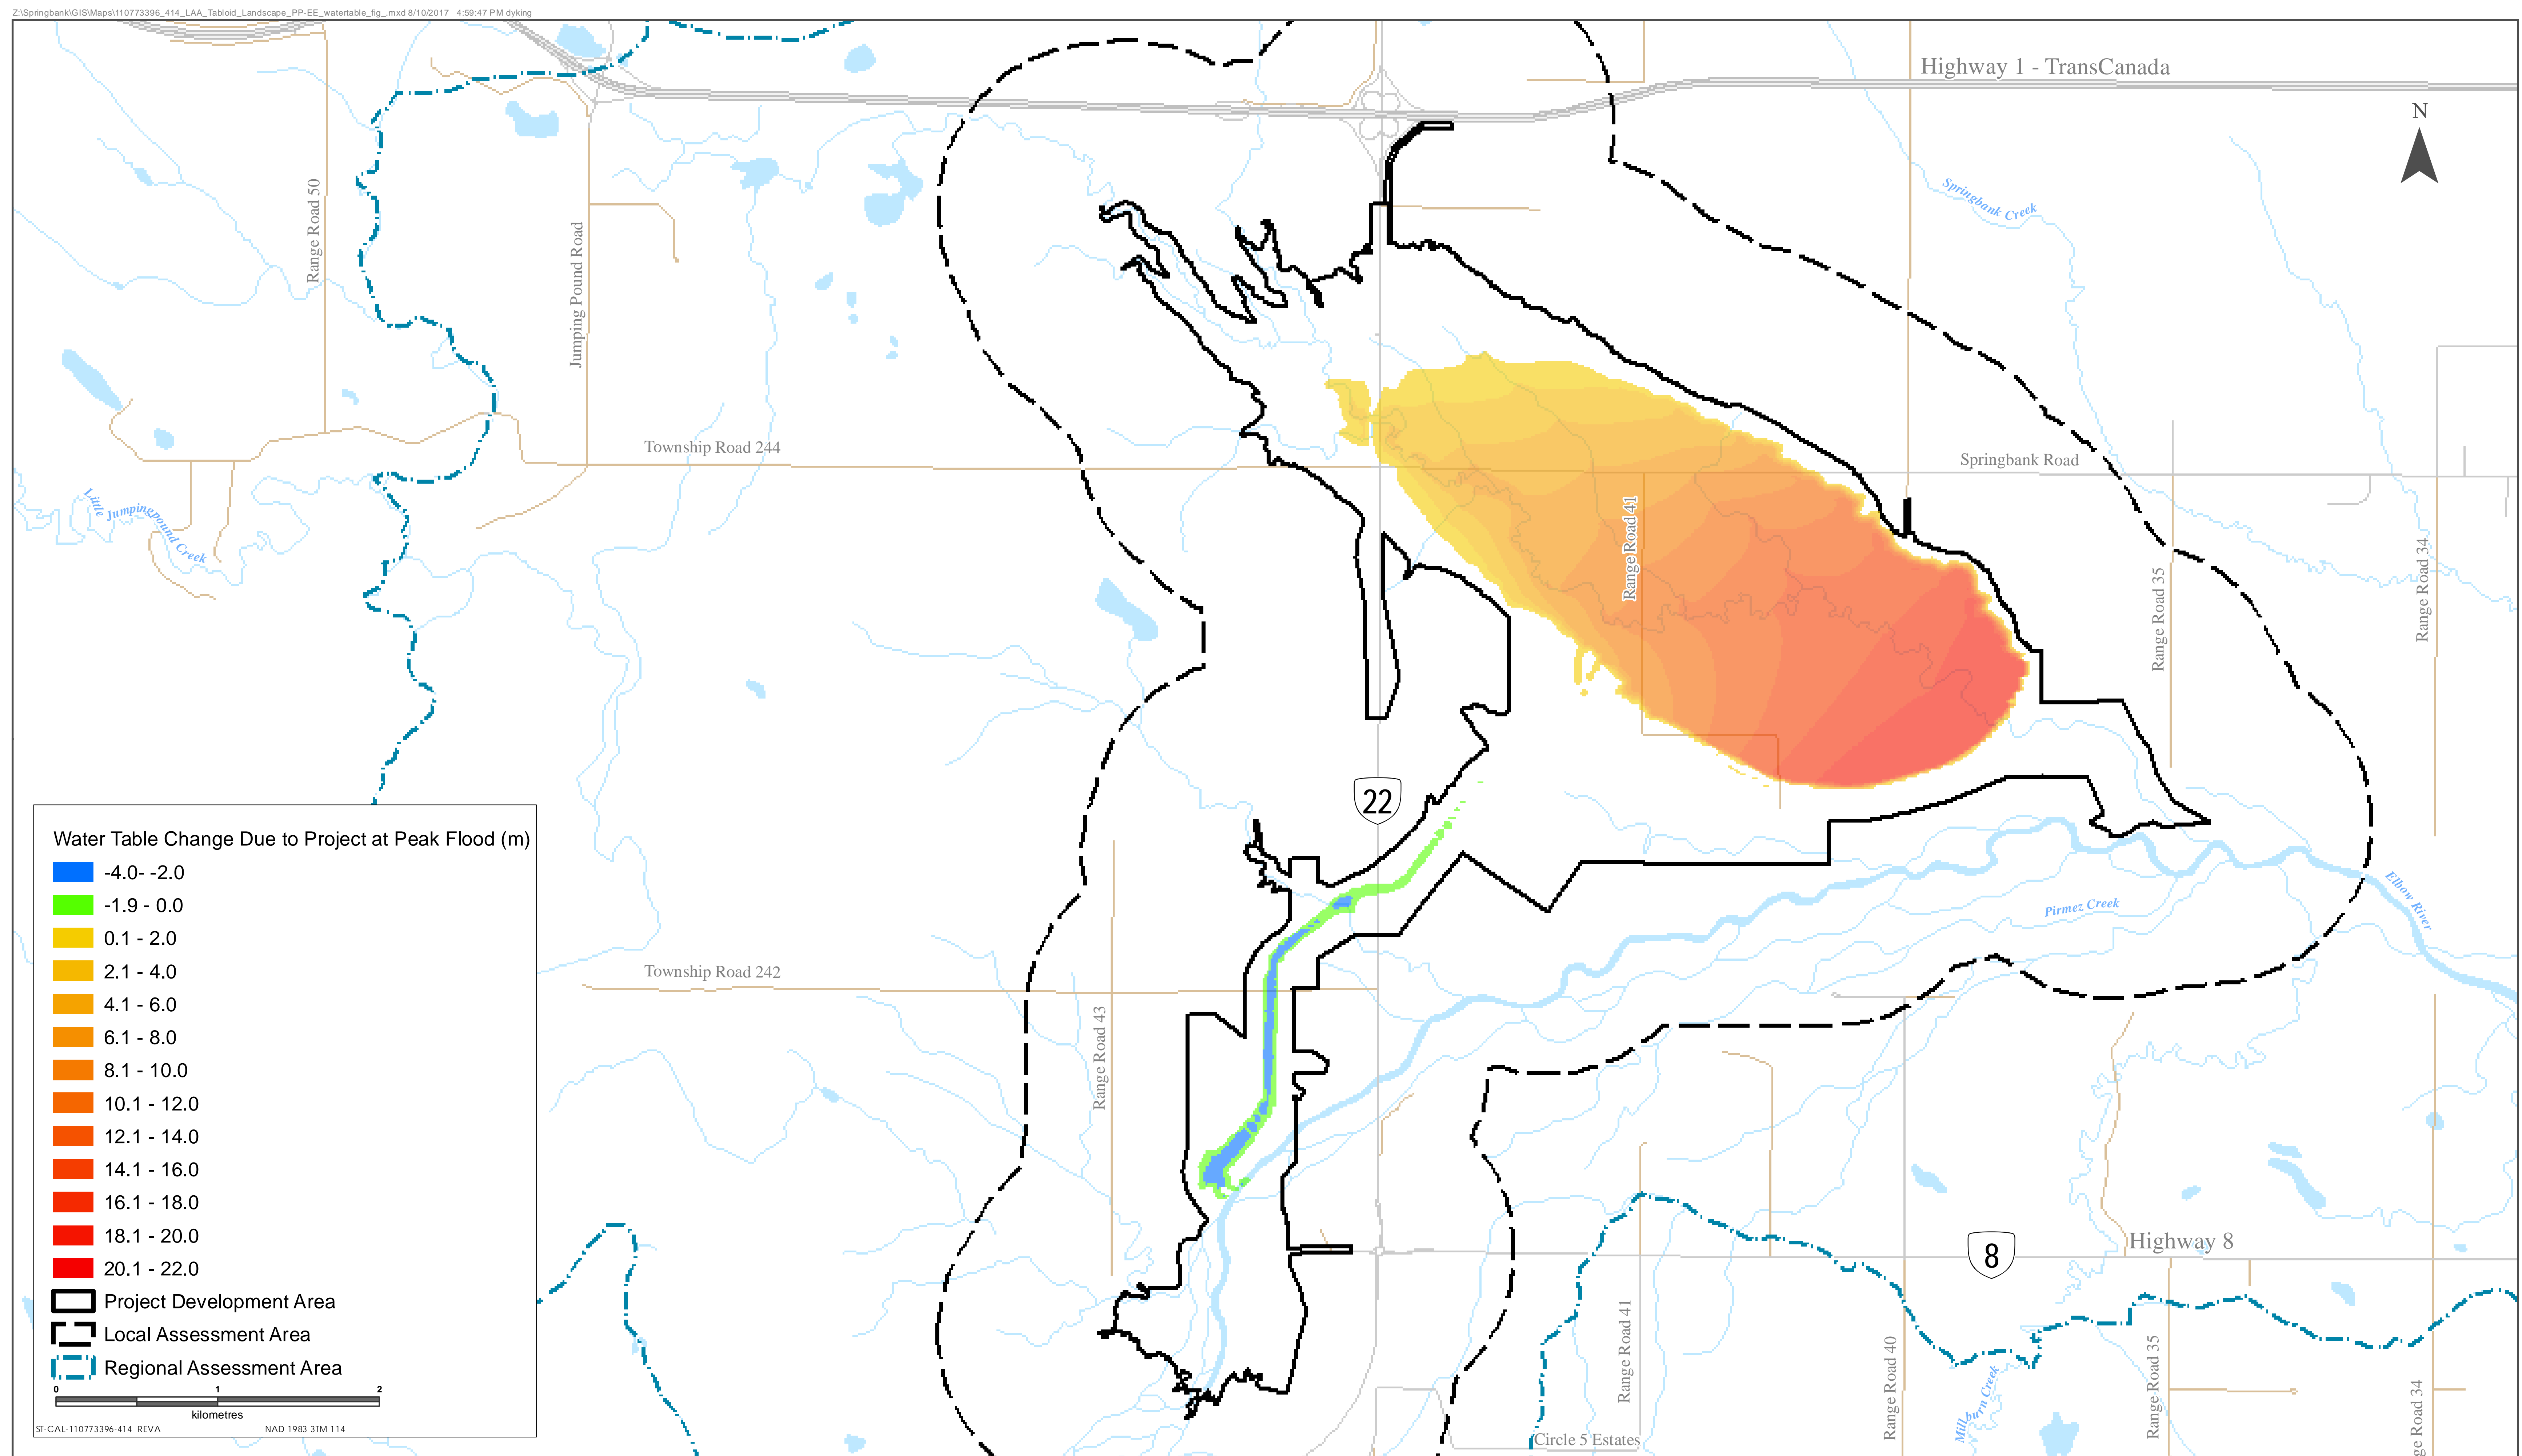 Z:\Springbank\GIS\Maps\110773396_414_LAA_Tabloid_Landscape_PP-EE_watertable_fig_.mxd 8/10/2017 4:59:47 PM dyking
Highway 1 - TransCanada
N
Springbank Creek
Range Road 50
Jumping Pound Road
Township Road 244
Springbank Road
Little Jumpingpound Creek
Range Road 41
Range Road 35
Range Road 34
22
Elbow River
Pirmez Creek
Township Road 242
Range Road 43
Highway 8
8
Range Road 41
Range Road 40
Millburn Creek
Range Road 35
Range Road 34
Circle 5 Estates
Water Table Change Due to Project at Peak Flood (m)
-4.0- -2.0
-1.9 - 0.0
0.1 - 2.0
2.1 - 4.0
4.1 - 6.0
6.1 - 8.0
8.1 - 10.0
10.1 - 12.0
12.1 - 14.0
14.1 - 16.0
16.1 - 18.0
18.1 - 20.0
20.1 - 22.0
Project Development Area
Local Assessment Area
Regional Assessment Area
0 1 2
kilometres
ST-CAL-110773396-414 REVA NAD 1983 3TM 114